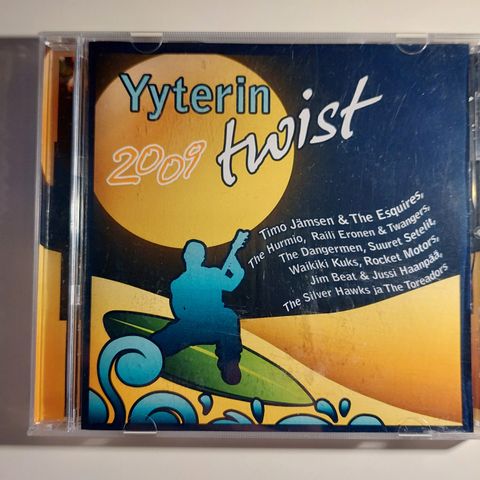 Yyterin
2009 twist
Timo Jämsen & The Esquires,
The Hurmio, Raili Eronen & Twangers,
The Dangermen, Suuret Setelit,
Waikiki Kuks, Rocket Motors,
Jim Beat & Jussi Haanpää,
The Silver Hawks ja The Toreadors